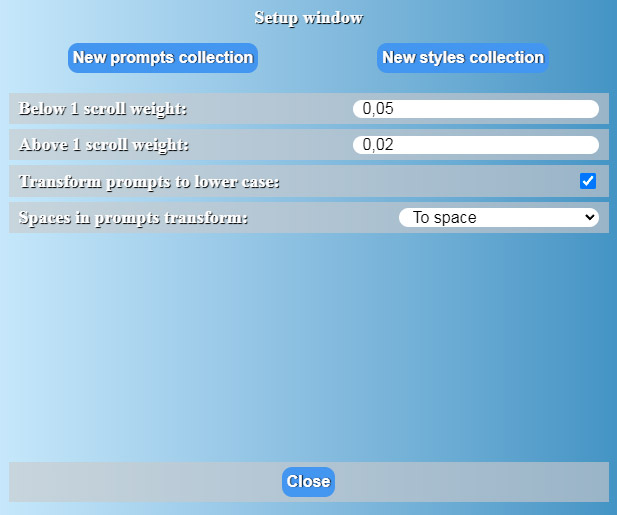 Setup window
New prompts collection
New styles collection
Below 1 scroll weight:
0,05
Above 1 scroll weight:
0,02
Transform prompts to lower case:
Spaces in prompts transform:
To space
Close